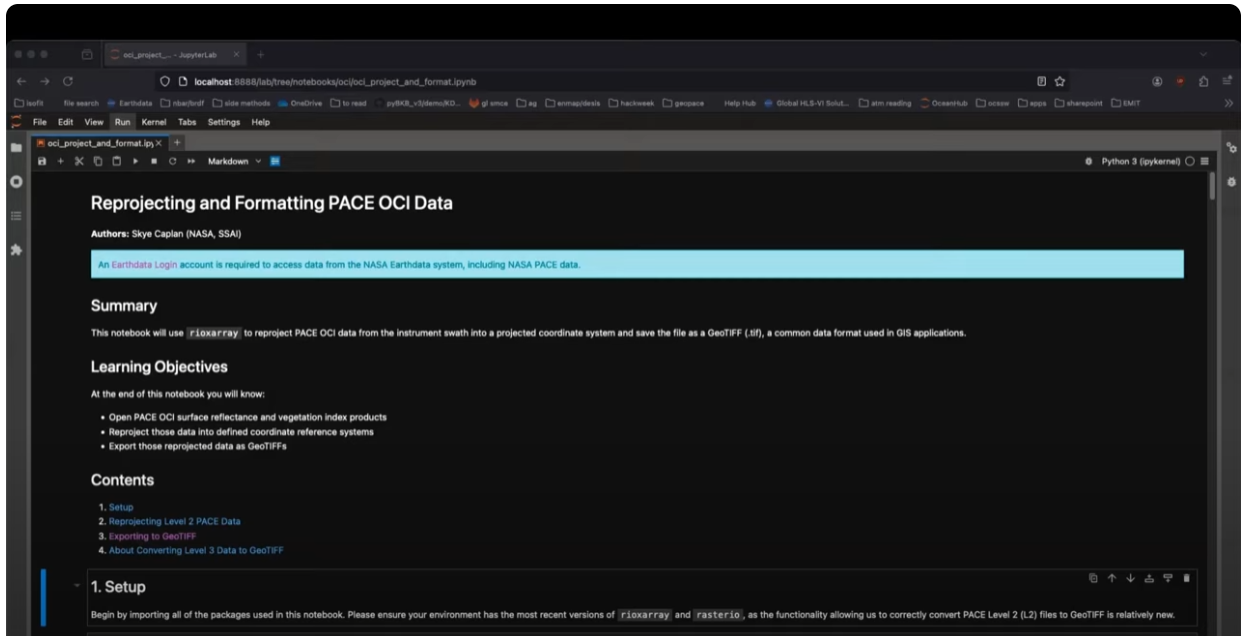 oci_project_... - JupyterLab
localhost:8888/lab/tree/notebooks/oci/oci_project_and_format.ipynb
isofit file search Earthdata nbar/brdf slide methods OneDrive to read pyBKB_v3/demo/KO... gl smce ag enmap/desis hackweek geospace Help Hub Global HLS-VI Solut... atm reading OceanHub ocssw apps sharepoint EMIT
File Edit View Run Kernel Tabs Settings Help
oci_project_and_format.ipy
Markdown Python 3 (ipykernel)
Reprojecting and Formatting PACE OCI Data
Authors: Skye Caplan (NASA, SSAI)
An Earthdata Login account is required to access data from the NASA Earthdata system, including NASA PACE data.
Summary
This notebook will use rioxarray to reproject PACE OCI data from the instrument swath into a projected coordinate system and save the file as a GeoTIFF (.tif), a common data format used in GIS applications.
Learning Objectives
At the end of this notebook you will know:
• Open PACE OCI surface reflectance and vegetation index products
• Reproject those data into defined coordinate reference systems
• Export those reprojected data as GeoTIFFs
Contents
1. Setup
2. Reprojecting Level 2 PACE Data
3. Exporting to GeoTIFF
4. About Converting Level 3 Data to GeoTIFF
1. Setup
Begin by importing all of the packages used in this notebook. Please ensure your environment has the most recent versions of rioxarray and rasterio, as the functionality allowing us to correctly convert PACE Level 2 (L2) files to GeoTIFF is relatively new.